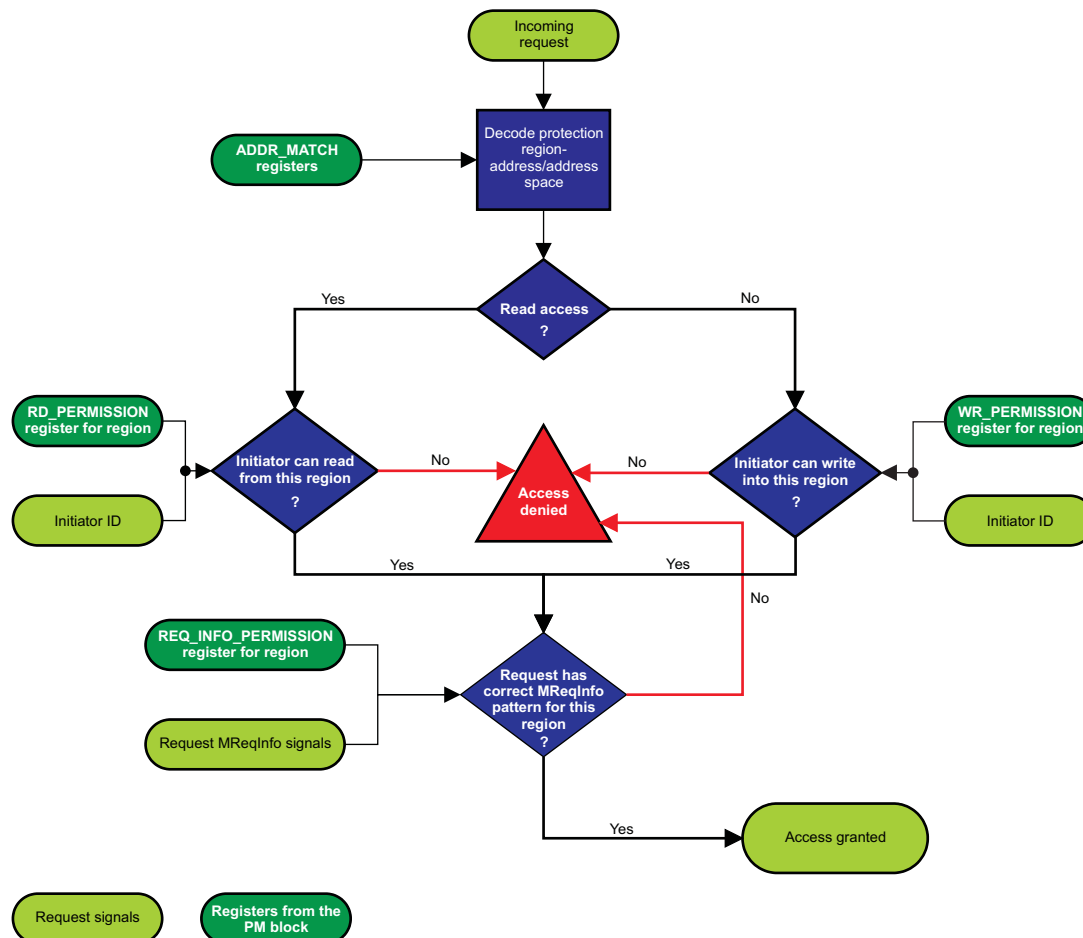 Incoming
request
ADDR_MATCH
registers
Decode protection
region-
address/address
space
Yes
No
Read access
?
RD_PERMISSION
register for region
WR_PERMISSION
register for region
Initiator can read
from this region
?
No
Access
denied
No
Initiator can write
into this region
?
Initiator ID
Initiator ID
Yes
Yes
No
REQ_INFO_PERMISSION
register for region
Request has
correct MReqInfo
pattern for this
region
?
Request MReqInfo signals
Yes
Access granted
Request signals
Registers from the
PM block